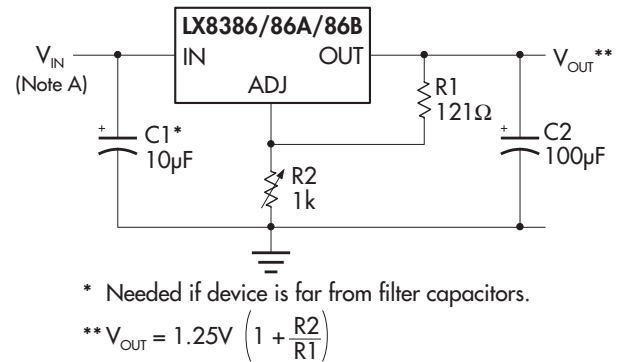 LX8386/86A/86B
IN OUT
ADJ
V_IN
(Note A)
V_OUT**
R1
121Ω
+ C1*
10µF
R2
1k
+ C2
100µF
* Needed if device is far from filter capacitors.
** V_OUT = 1.25V (1 + R2/R1)